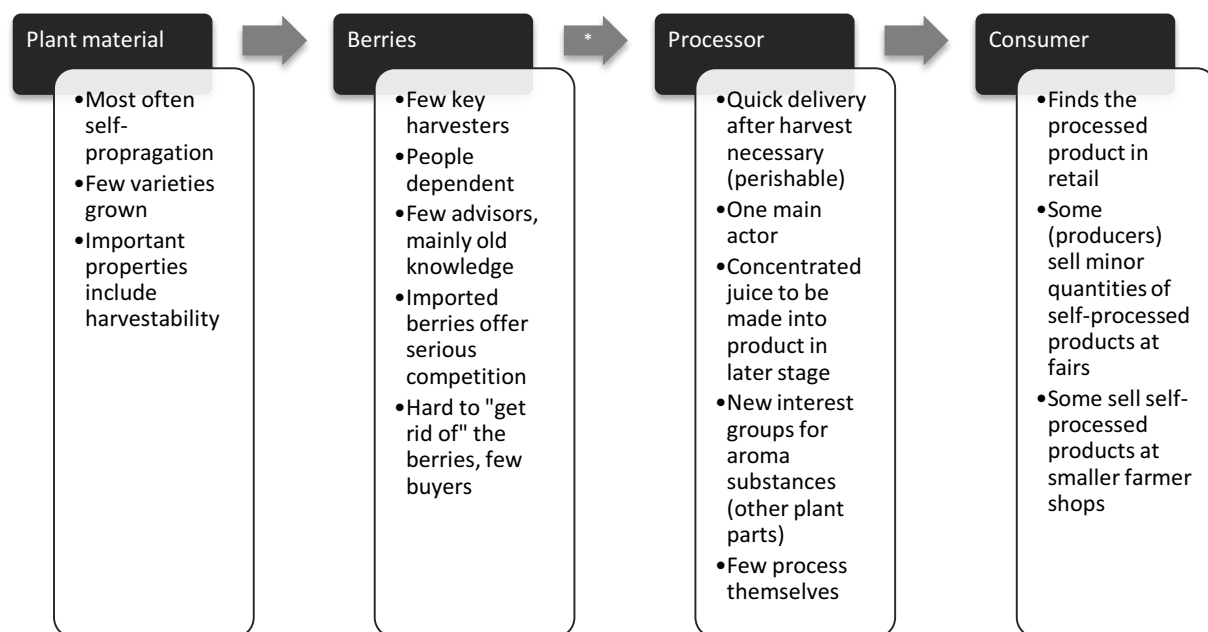 Plant material
•Most often
self-
propragation
•Few varieties
grown
•Important
properties
include
harvestability
Berries
•Few key
harvesters
•People
dependent
•Few advisors,
mainly old
knowledge
•Imported
berries offer
serious
competition
•Hard to "get
rid of" the
berries, few
buyers
*
Processor
•Quick delivery
after harvest
necessary
(perishable)
•One main
actor
•Concentrated
juice to be
made into
product in
later stage
•New interest
groups for
aroma
substances
(other plant
parts)
•Few process
themselves
Consumer
•Finds the
processed
product in
retail
•Some
(producers)
sell minor
quantities of
self-processed
products at
fairs
•Some sell self-
processed
products at
smaller farmer
shops